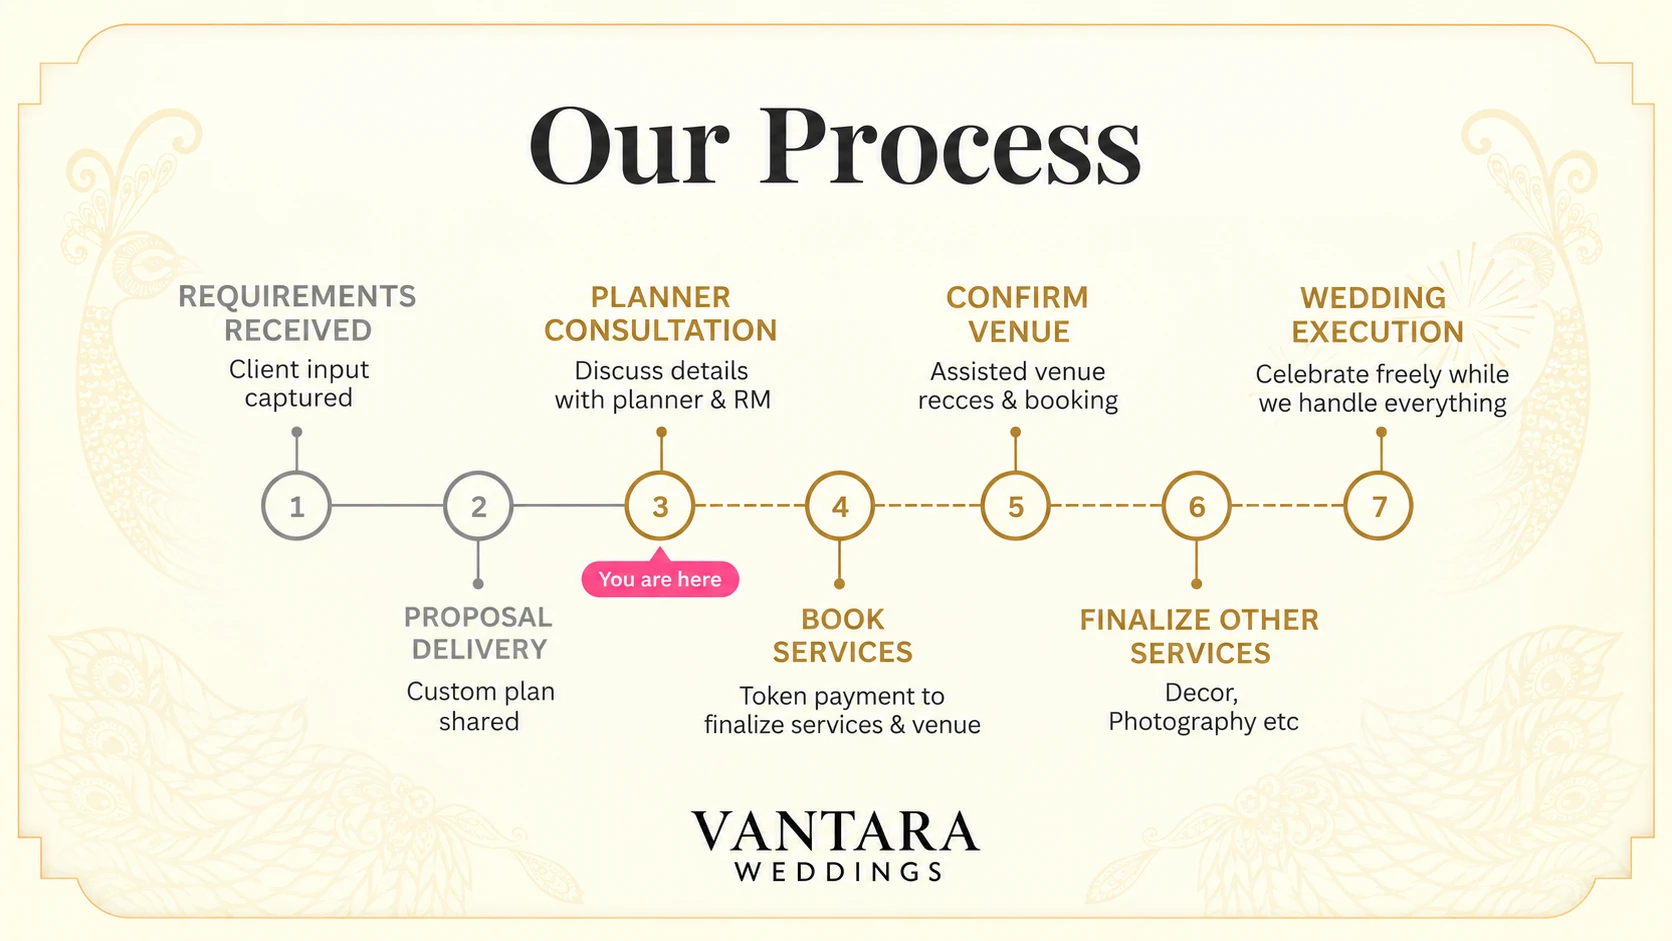 Our Process
REQUIREMENTS
RECEIVED
Client input
captured
1
PROPOSAL
DELIVERY
Custom plan
shared
2
PLANNER
CONSULTATION
Discuss details
with planner & RM
3
You are here
BOOK
SERVICES
Token payment to
finalize services & venue
4
CONFIRM
VENUE
Assisted venue
recces & booking
5
FINALIZE OTHER
SERVICES
Decor,
Photography etc
6
WEDDING
EXECUTION
Celebrate freely while
we handle everything
7
VANTARA
WEDDINGS